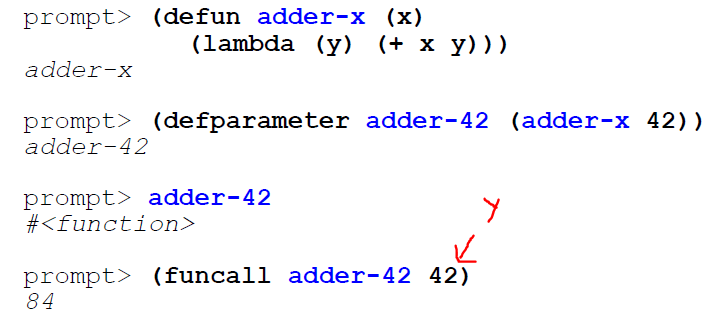 prompt> (defun adder-x (x)
(lambda (y) (+ x y)))
adder-x
prompt> (defparameter adder-42 (adder-x 42))
adder-42
prompt> adder-42
#<function>
y
prompt> (funcall adder-42 42)
84